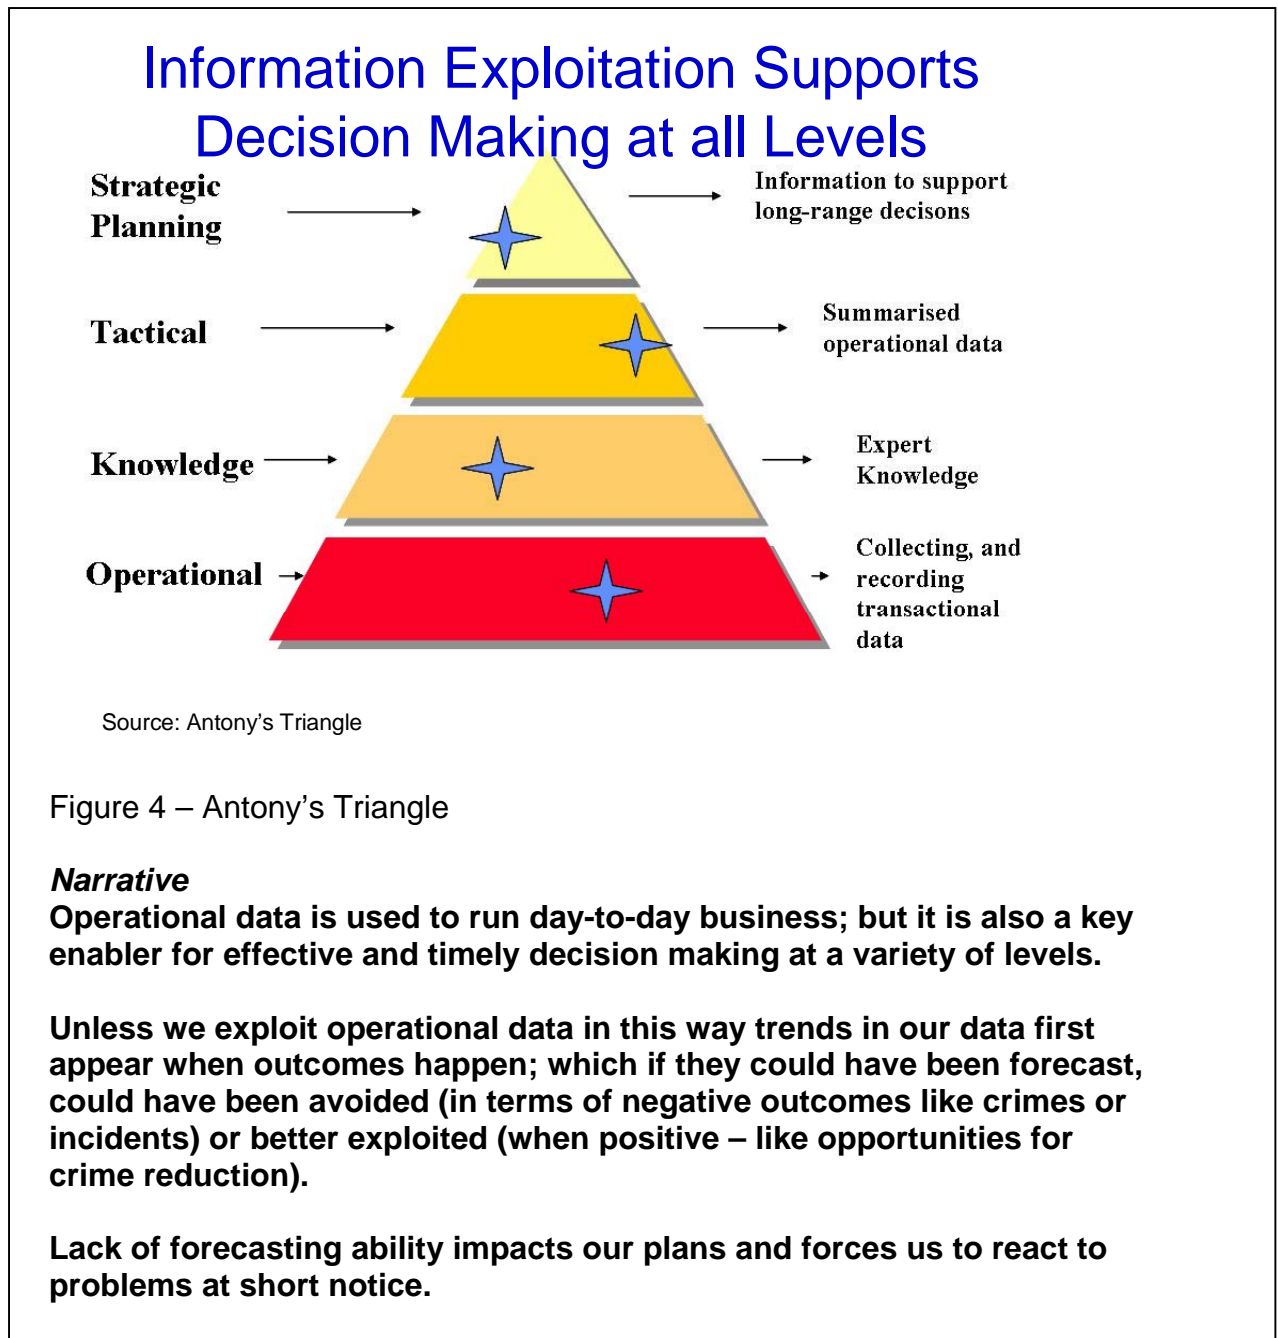 Information Exploitation Supports
Decision Making at all Levels
Strategic
Planning
Information to support
long-range decisons
Tactical
Summarised
operational data
Knowledge
Expert
Knowledge
Operational
Collecting, and
recording
transactional
data
Source: Antony's Triangle
Figure 4 – Antony's Triangle
Narrative
Operational data is used to run day-to-day business; but it is also a key
enabler for effective and timely decision making at a variety of levels.
Unless we exploit operational data in this way trends in our data first
appear when outcomes happen; which if they could have been forecast,
could have been avoided (in terms of negative outcomes like crimes or
incidents) or better exploited (when positive – like opportunities for
crime reduction).
Lack of forecasting ability impacts our plans and forces us to react to
problems at short notice.